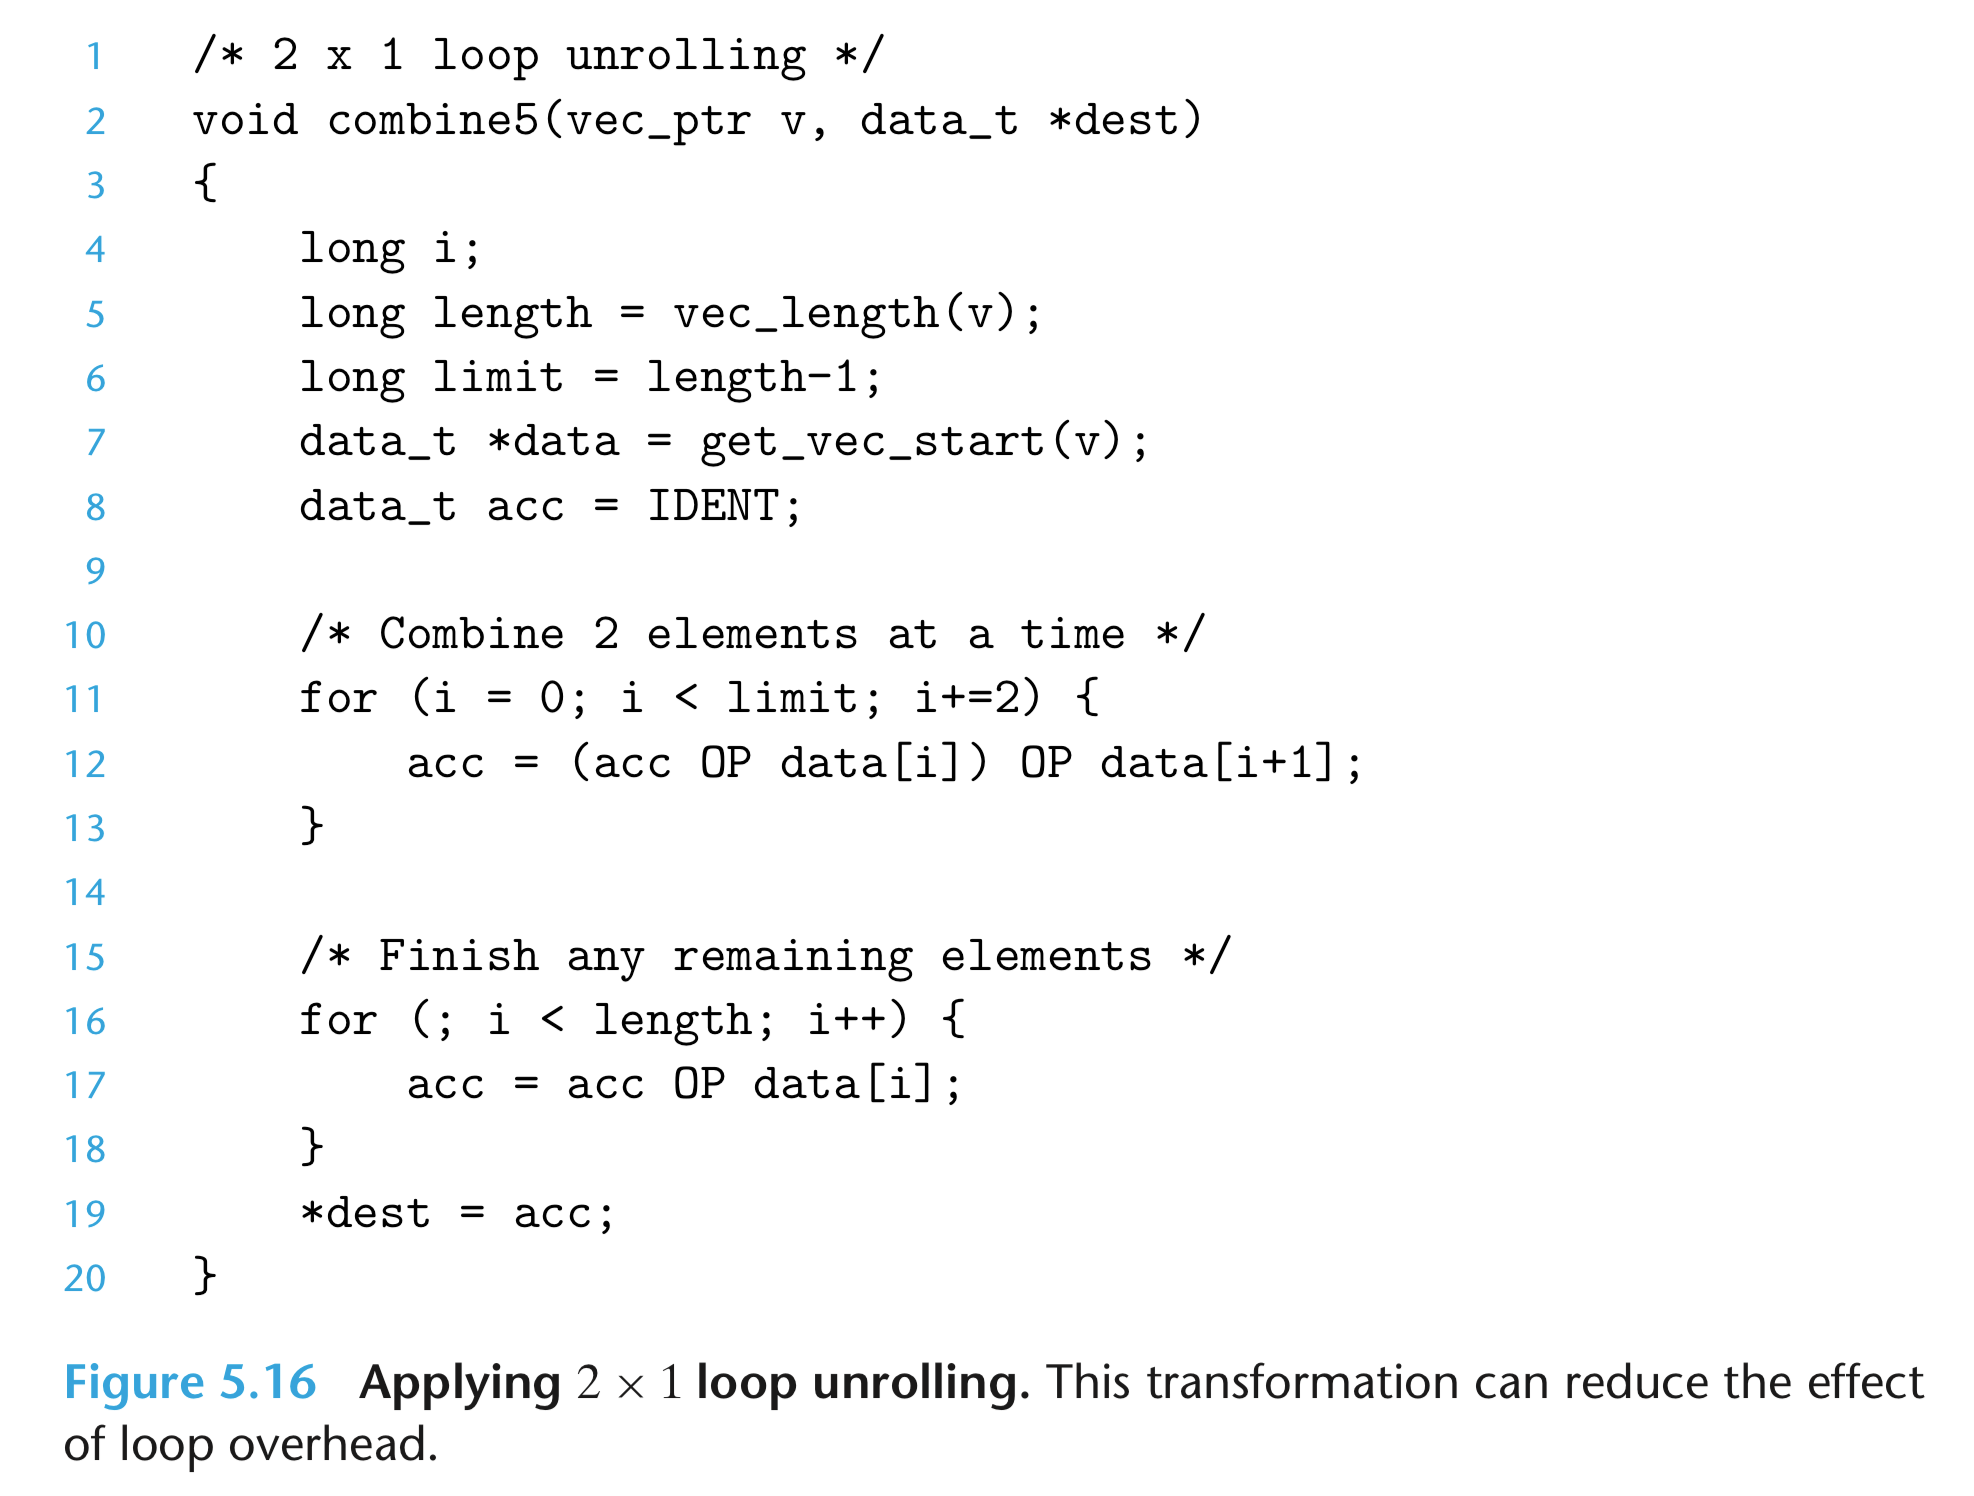 1 /* 2 x 1 loop unrolling */
2 void combine5(vec_ptr v, data_t *dest)
3 {
4     long i;
5     long length = vec_length(v);
6     long limit = length-1;
7     data_t *data = get_vec_start(v);
8     data_t acc = IDENT;
9
10     /* Combine 2 elements at a time */
11     for (i = 0; i < limit; i+=2) {
12         acc = (acc OP data[i]) OP data[i+1];
13     }
14
15     /* Finish any remaining elements */
16     for (; i < length; i++) {
17         acc = acc OP data[i];
18     }
19     *dest = acc;
20 }
Figure 5.16 Applying 2 × 1 loop unrolling. This transformation can reduce the effect
of loop overhead.